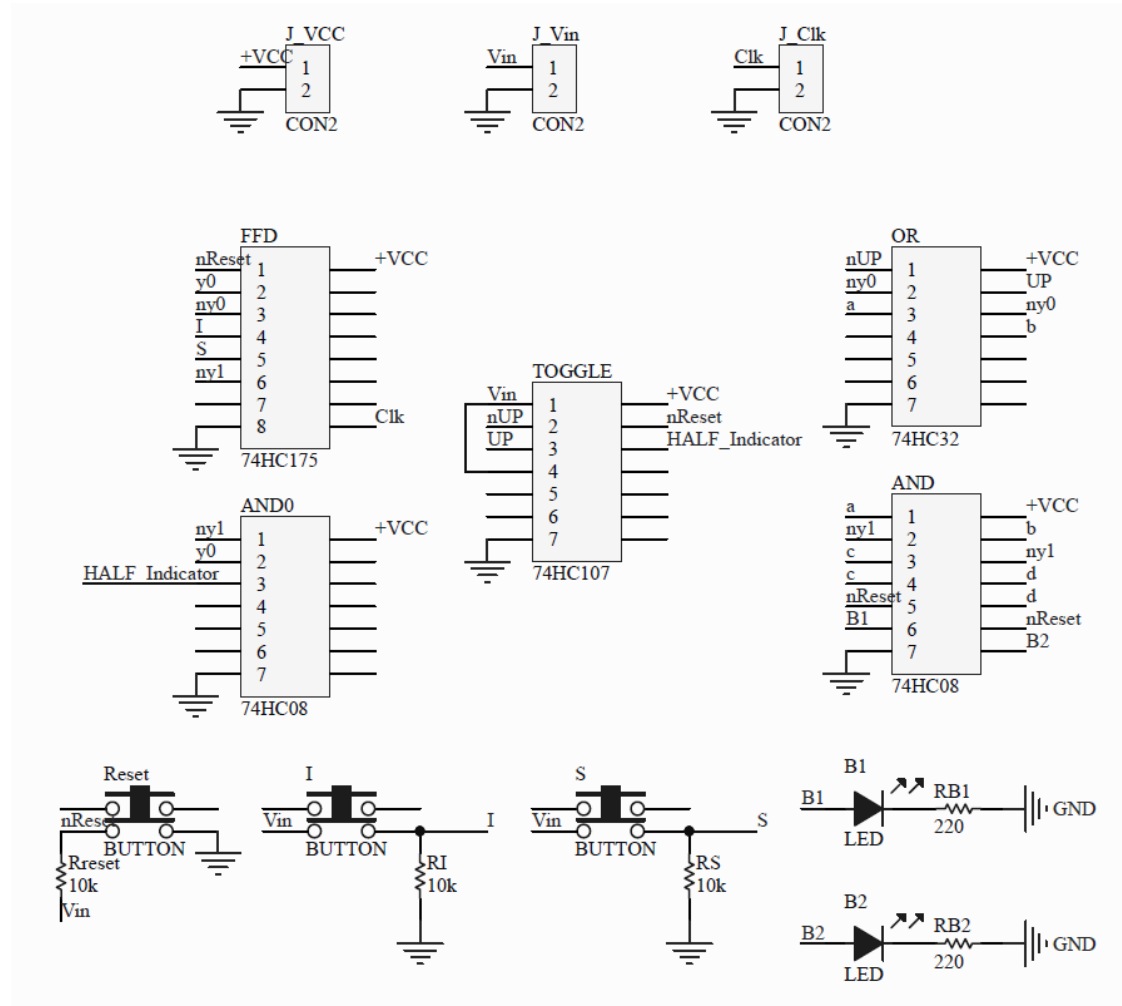 J_VCC
+VCC
1
2
CON2
J_Vin
Vin
1
2
CON2
J_Clk
Clk
1
2
CON2
FFD
nReset
y0
ny0
I
S
ny1
1
2
3
4
5
6
7
8
+VCC
Clk
74HC175
TOGGLE
Vin
nUP
UP
1
2
3
4
5
6
7
+VCC
nReset
HALF_Indicator
74HC107
OR
nUP
ny0
a
1
2
3
4
5
6
7
+VCC
UP
ny0
b
74HC32
AND0
ny1
y0
HALF_Indicator
1
2
3
4
5
6
7
+VCC
74HC08
AND
a
ny1
c
c
nReset
B1
1
2
3
4
5
6
7
+VCC
b
ny1
d
d
nReset
B2
74HC08
Reset
nReset
BUTTON
Rreset
10k
Vin
I
Vin
BUTTON
I
RI
10k
S
Vin
BUTTON
S
RS
10k
B1
B1
LED
RB1
220
GND
B2
B2
LED
RB2
220
GND